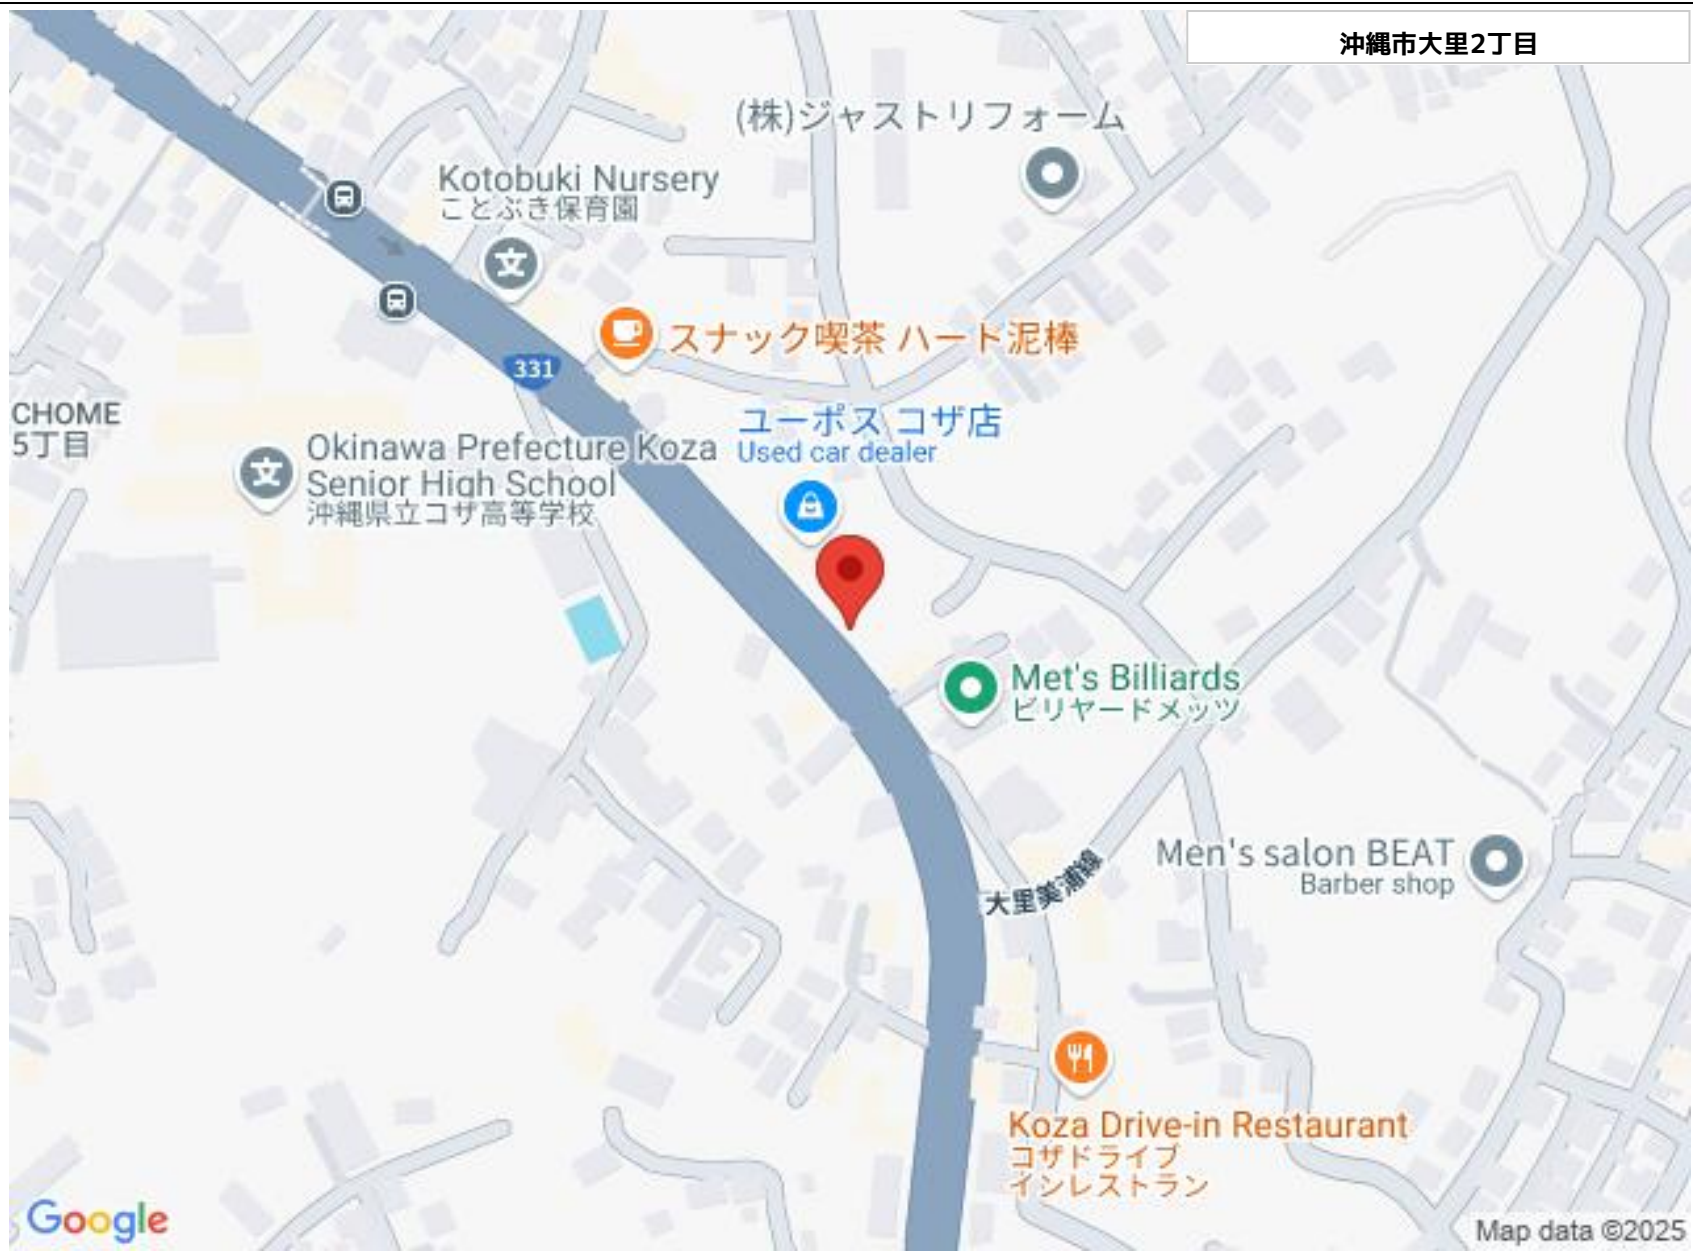 沖縄市大里2丁目
(株)ジャストリフォーム
Kotobuki Nursery
ことぶき保育園
スナック喫茶 ハート泥棒
331
CHOME
5丁目
ユーポス コザ店
Used car dealer
Okinawa Prefecture Koza
Senior High School
沖縄県立コザ高等学校
文
文
Met's Billiards
ビリヤードメッツ
Men's salon BEAT
Barber shop
大里美浦線
Koza Drive-in Restaurant
コザドライブ
インレストラン
Google
Map data ©2025